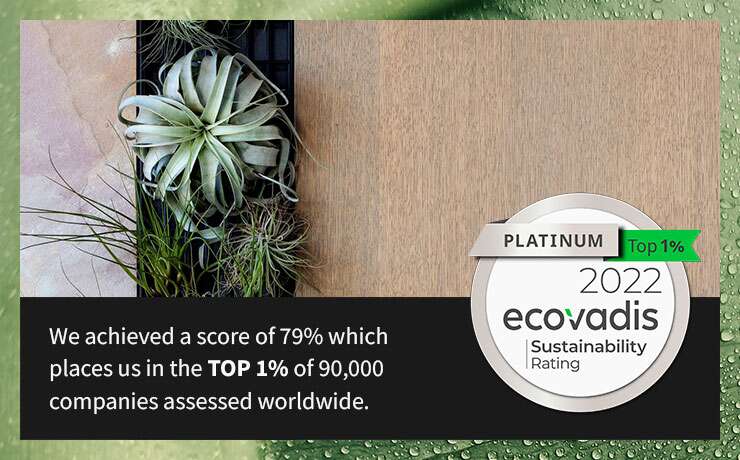 PLATINUM
Top 1%
2022
ecovadis
Sustainability
Rating
We achieved a score of 79% which
places us in the TOP 1% of 90,000
companies assessed worldwide.